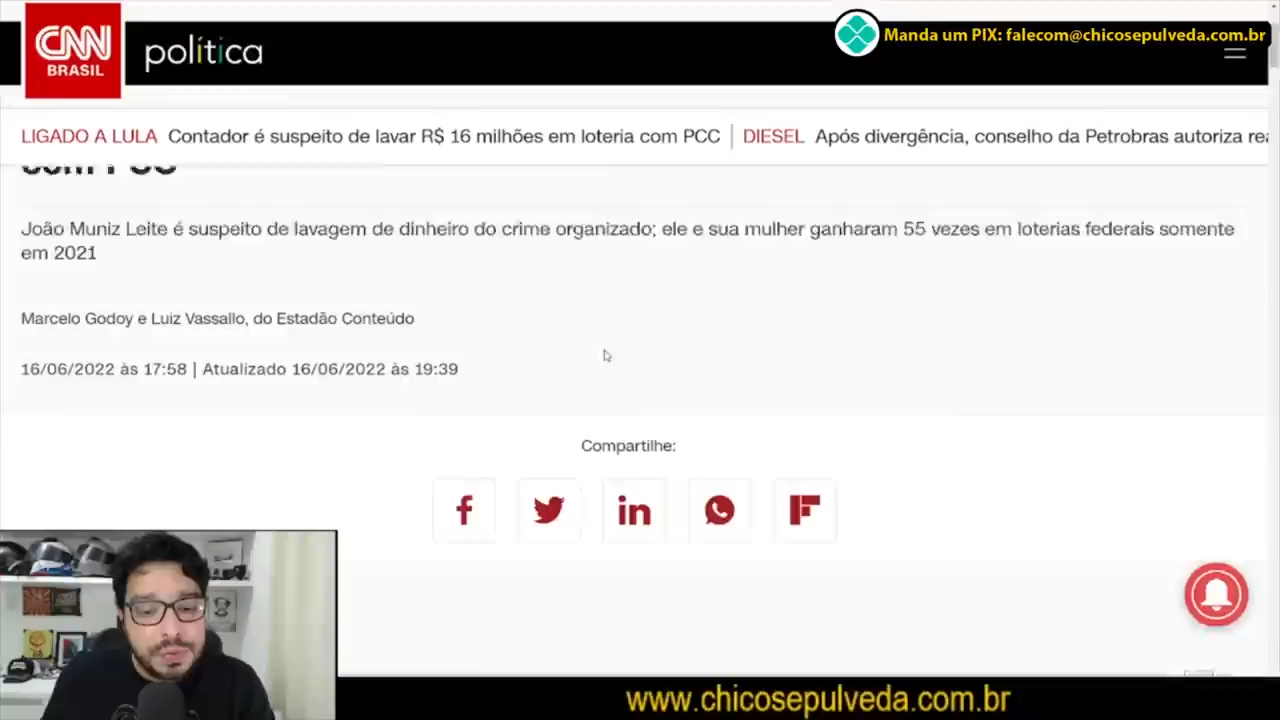 Manda um PIX: falecom@chicosepulveda.com.br
CNN
BRASIL
política
LIGADO A LULA Contador é suspeito de lavar R$ 16 milhões em loteria com PCC | DIESEL Após divergência, conselho da Petrobras autoriza rea
com PCC
João Muniz Leite é suspeito de lavagem de dinheiro do crime organizado; ele e sua mulher ganharam 55 vezes em loterias federais somente
em 2021
Marcelo Godoy e Luiz Vassallo, do Estadão Conteúdo
16/06/2022 às 17:58 | Atualizado 16/06/2022 às 19:39
Compartilhe:
www.chicosepulveda.com.br